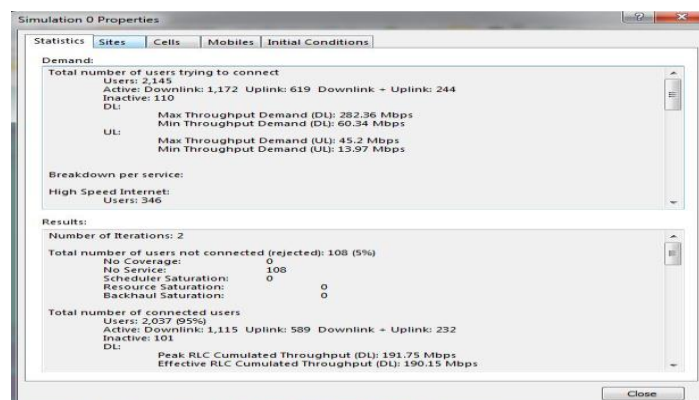 Simulation 0 Properties
Statistics Sites Cells Mobiles Initial Conditions
Demand:
Total number of users trying to connect
Users: 2,145
Active: Downlink: 1,172 Uplink: 619 Downlink + Uplink: 244
Inactive: 110
DL:
Max Throughput Demand (DL): 282.36 Mbps
Min Throughput Demand (DL): 60.34 Mbps
UL:
Max Throughput Demand (UL): 45.2 Mbps
Min Throughput Demand (UL): 13.97 Mbps
Breakdown per service:
High Speed Internet:
Users: 346
Results:
Number of Iterations: 2
Total number of users not connected (rejected): 108 (5%)
No Coverage: 0
No Service: 108
Scheduler Saturation: 0
Resource Saturation: 0
Backhaul Saturation: 0
Total number of connected users
Users: 2,037 (95%)
Active: Downlink: 1,115 Uplink: 589 Downlink + Uplink: 232
Inactive: 101
DL:
Peak RLC Cumulated Throughput (DL): 191.75 Mbps
Effective RLC Cumulated Throughput (DL): 190.15 Mbps
Close